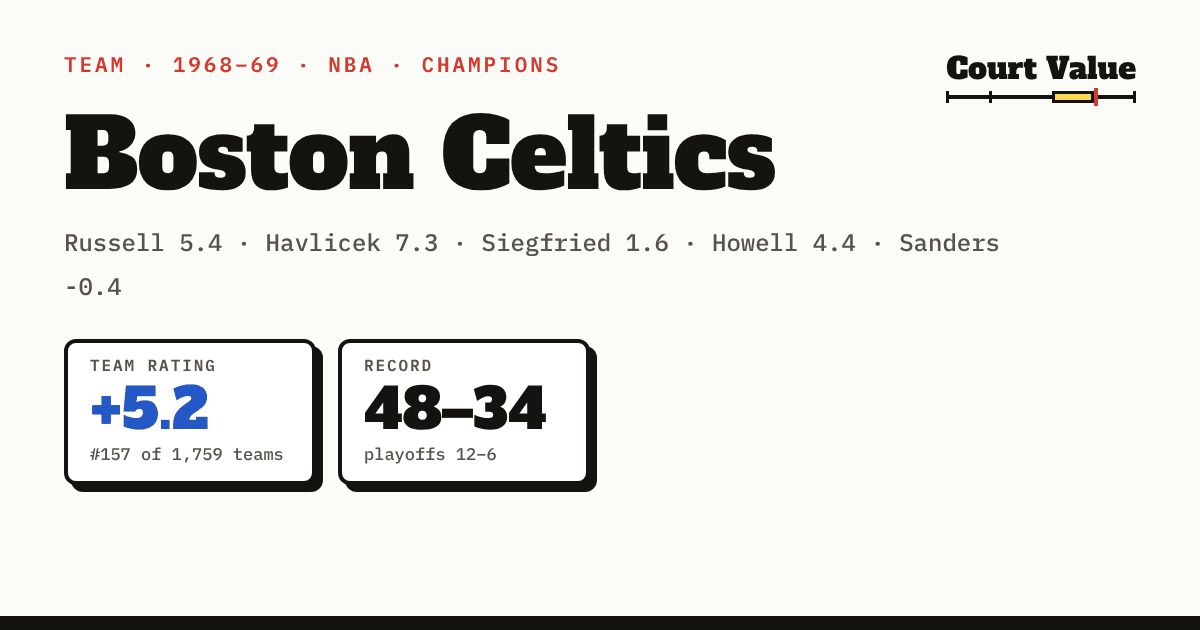 TEAM · 1968–69 · NBA · CHAMPIONS
Court Value
Boston Celtics
Russell 5.4 · Havlicek 7.3 · Siegfried 1.6 · Howell 4.4 · Sanders
-0.4
TEAM RATING
+5.2
#157 of 1,759 teams
RECORD
48–34
playoffs 12–6